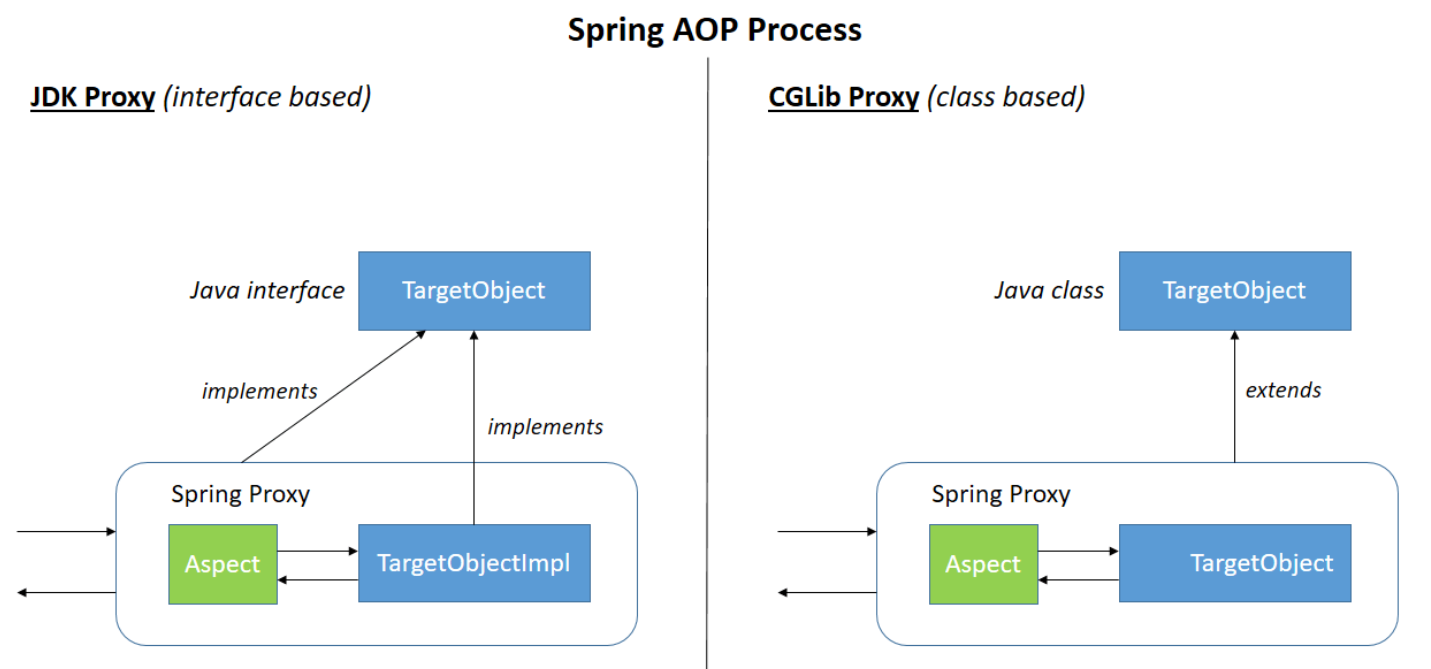 Spring AOP Process
JDK Proxy (interface based)
Java interface
TargetObject
implements
implements
Spring Proxy
Aspect
TargetObjectImpl
CGLib Proxy (class based)
Java class
TargetObject
extends
Spring Proxy
Aspect
TargetObject